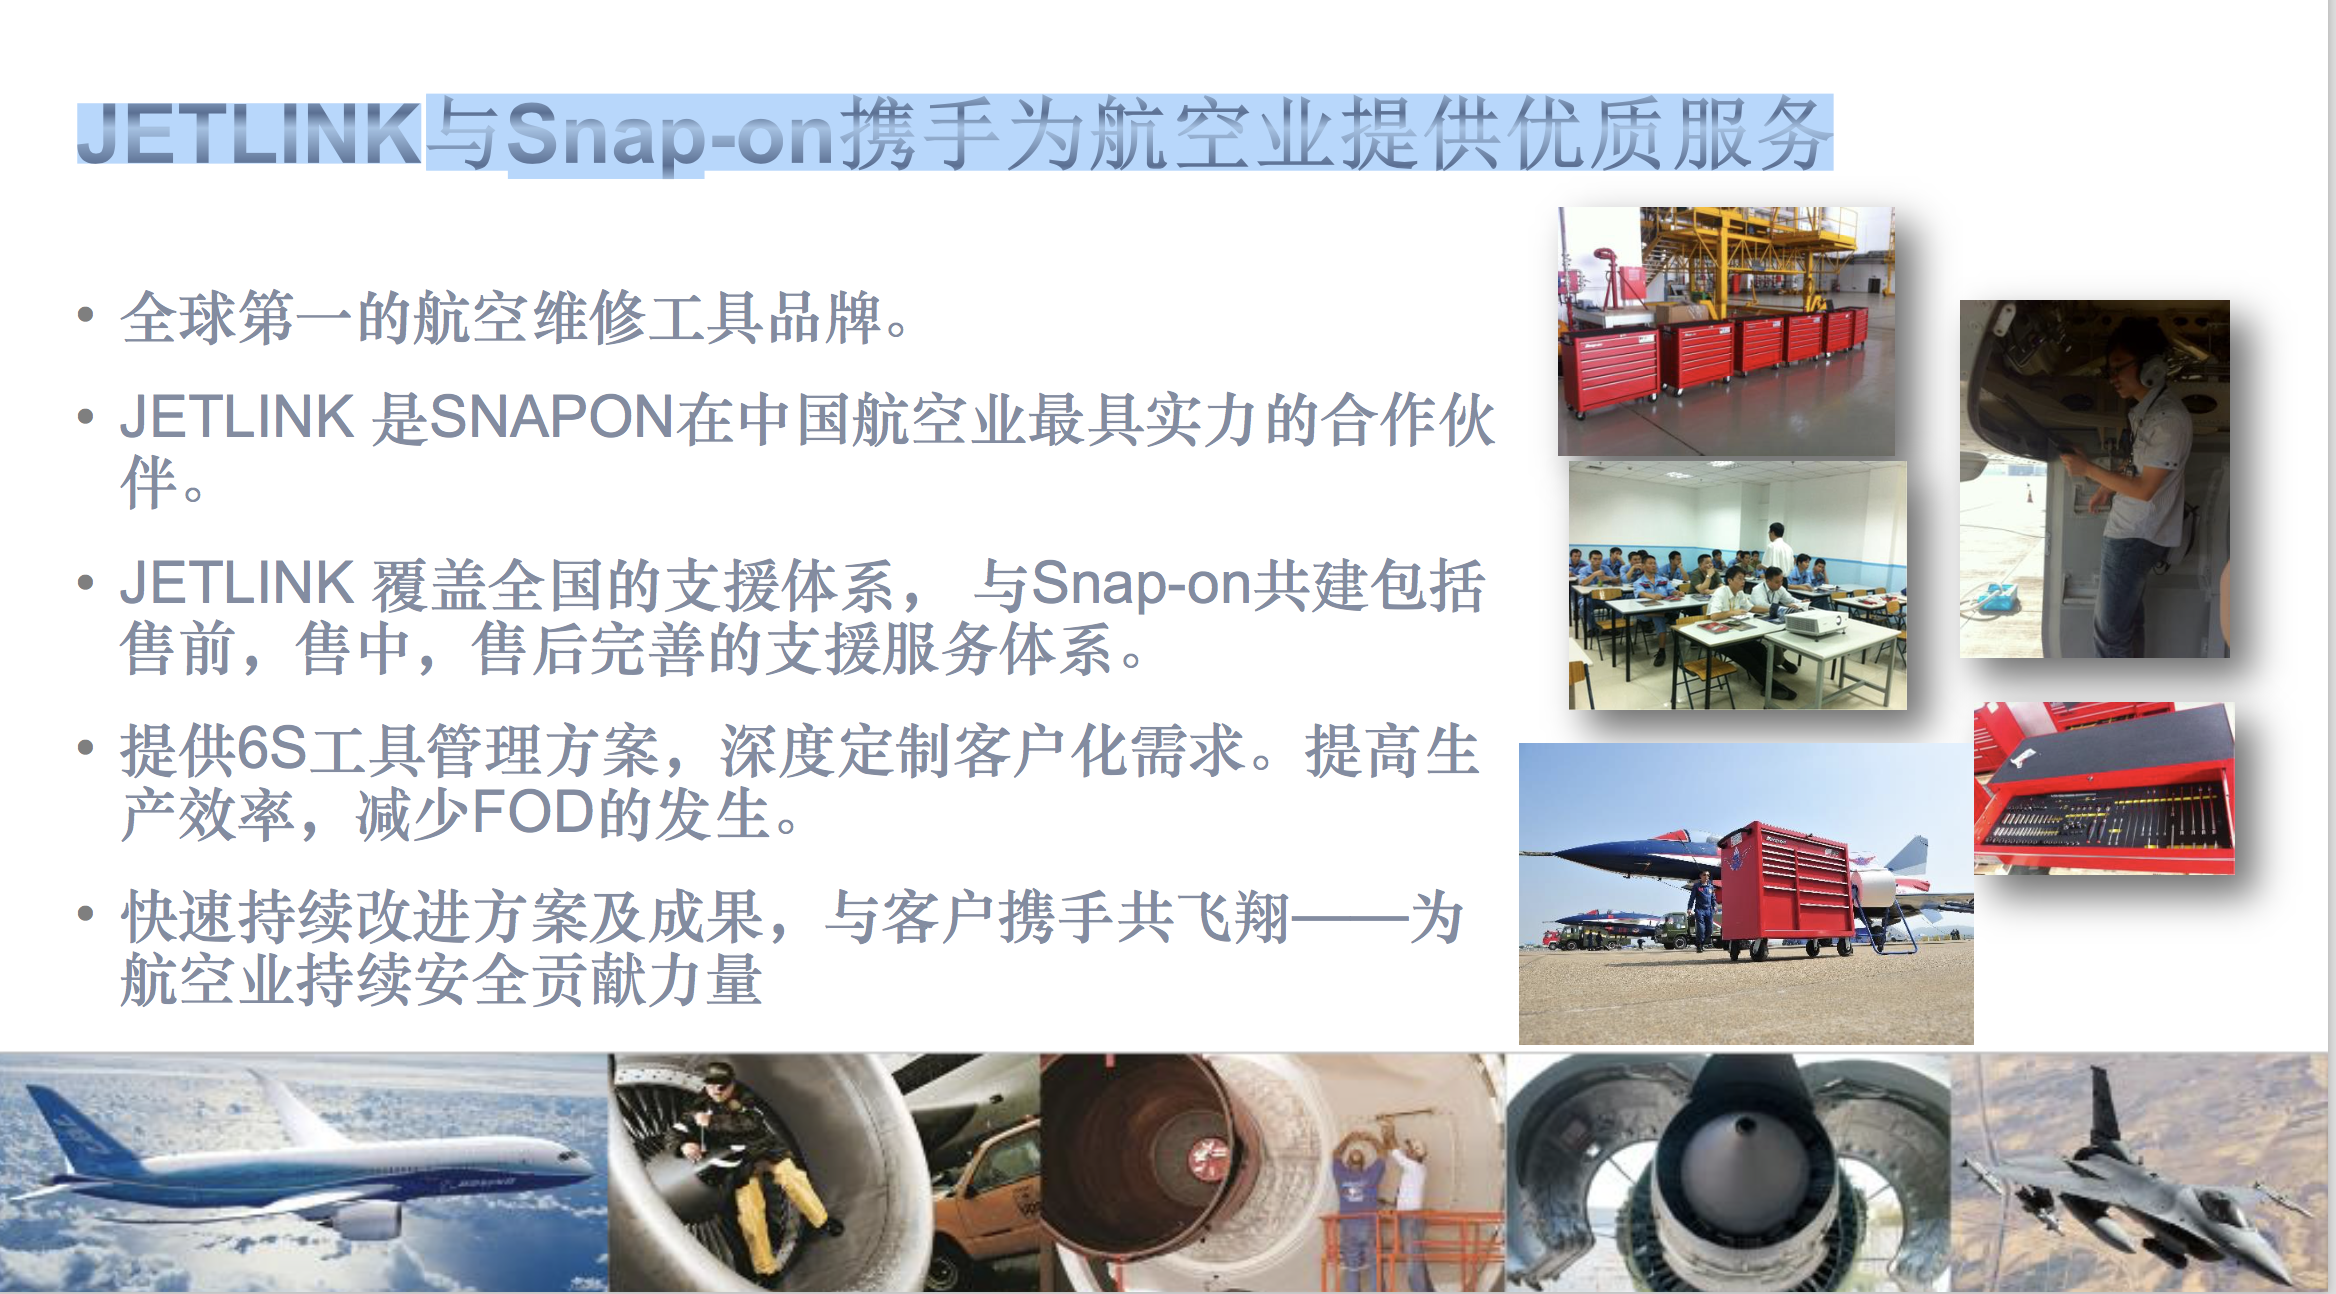 JETLINK与Snap-on携手为航空业提供优质服务
• 全球第一的航空维修工具品牌。
• JETLINK 是SNAPON在中国航空业最具实力的合作伙
伴。
• JETLINK 覆盖全国的支援体系， 与Snap-on共建包括
售前，售中，售后完善的支援服务体系。
• 提供6S工具管理方案，深度定制客户化需求。提高生
产效率，减少FOD的发生。
• 快速持续改进方案及成果，与客户携手共飞翔——为
航空业持续安全贡献力量
BOEING